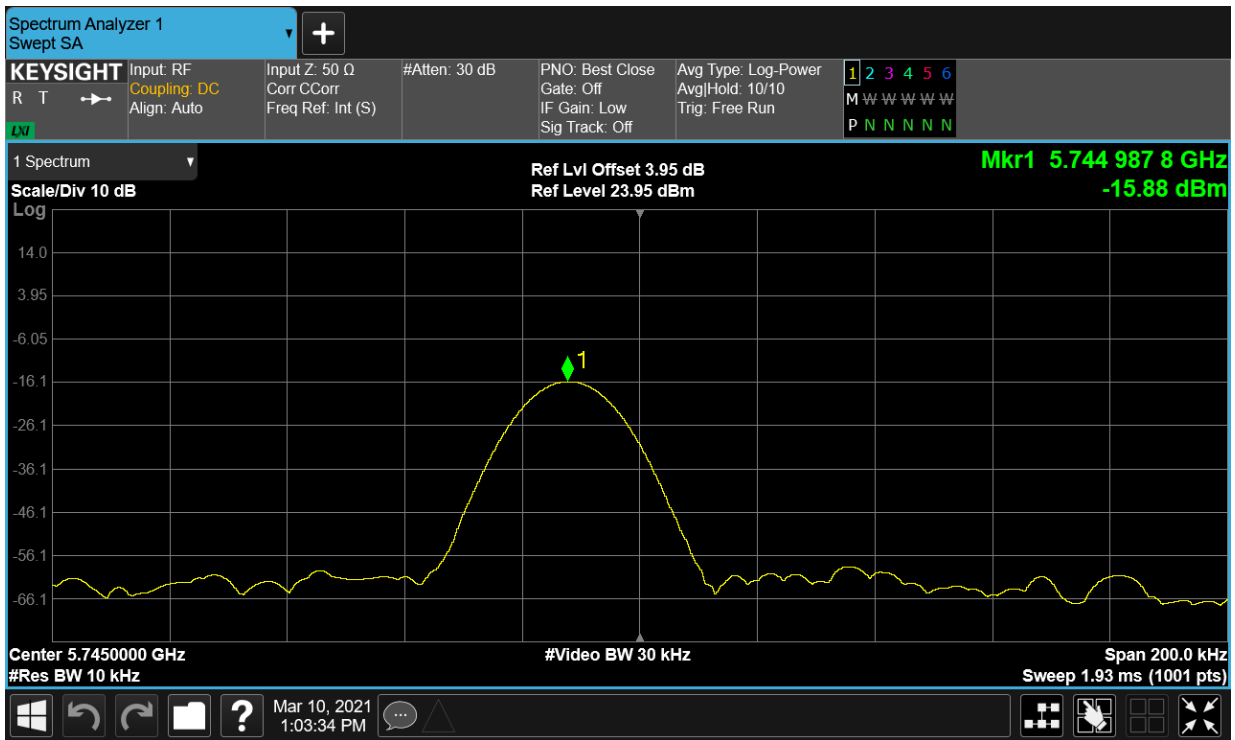 Spectrum Analyzer 1
Swept SA
KEYSIGHT
R T
LXI
Input: RF
Coupling: DC
Align: Auto
Input Z: 50 Ω
Corr CCorr
Freq Ref: Int (S)
#Atten: 30 dB
PNO: Best Close
Gate: Off
IF Gain: Low
Sig Track: Off
Avg Type: Log-Power
Avg|Hold: 10/10
Trig: Free Run
1 2 3 4 5 6
M W W W W W
P N N N N N
1 Spectrum
Scale/Div 10 dB
Log
Ref Lvl Offset 3.95 dB
Ref Level 23.95 dBm
Mkr1 5.744 987 8 GHz
-15.88 dBm
14.0
3.95
-6.05
1
-16.1
-26.1
-36.1
-46.1
-56.1
-66.1
Center 5.7450000 GHz
#Res BW 10 kHz
#Video BW 30 kHz
Span 200.0 kHz
Sweep 1.93 ms (1001 pts)
?
Mar 10, 2021
1:03:34 PM